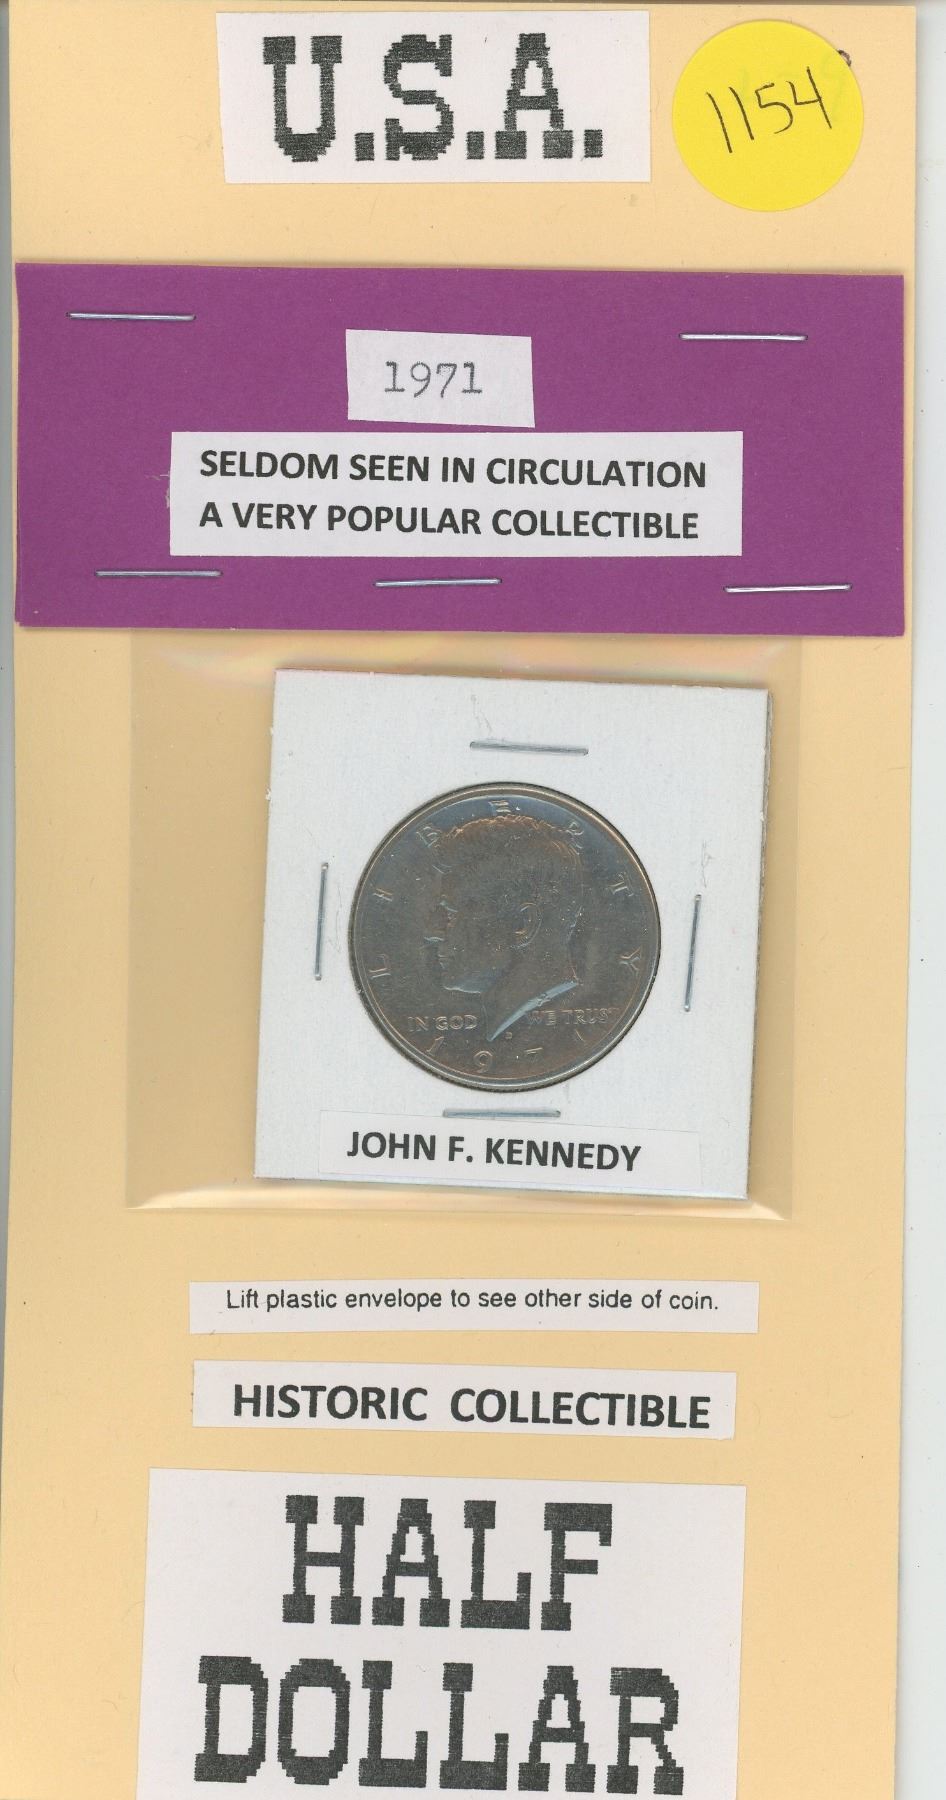 U.S.A.
1154
1971
SELDOM SEEN IN CIRCULATION
A VERY POPULAR COLLECTIBLE
LIBERTY
IN GOD WE TRUST
D
1971
JOHN F. KENNEDY
Lift plastic envelope to see other side of coin.
HISTORIC COLLECTIBLE
HALF
DOLLAR